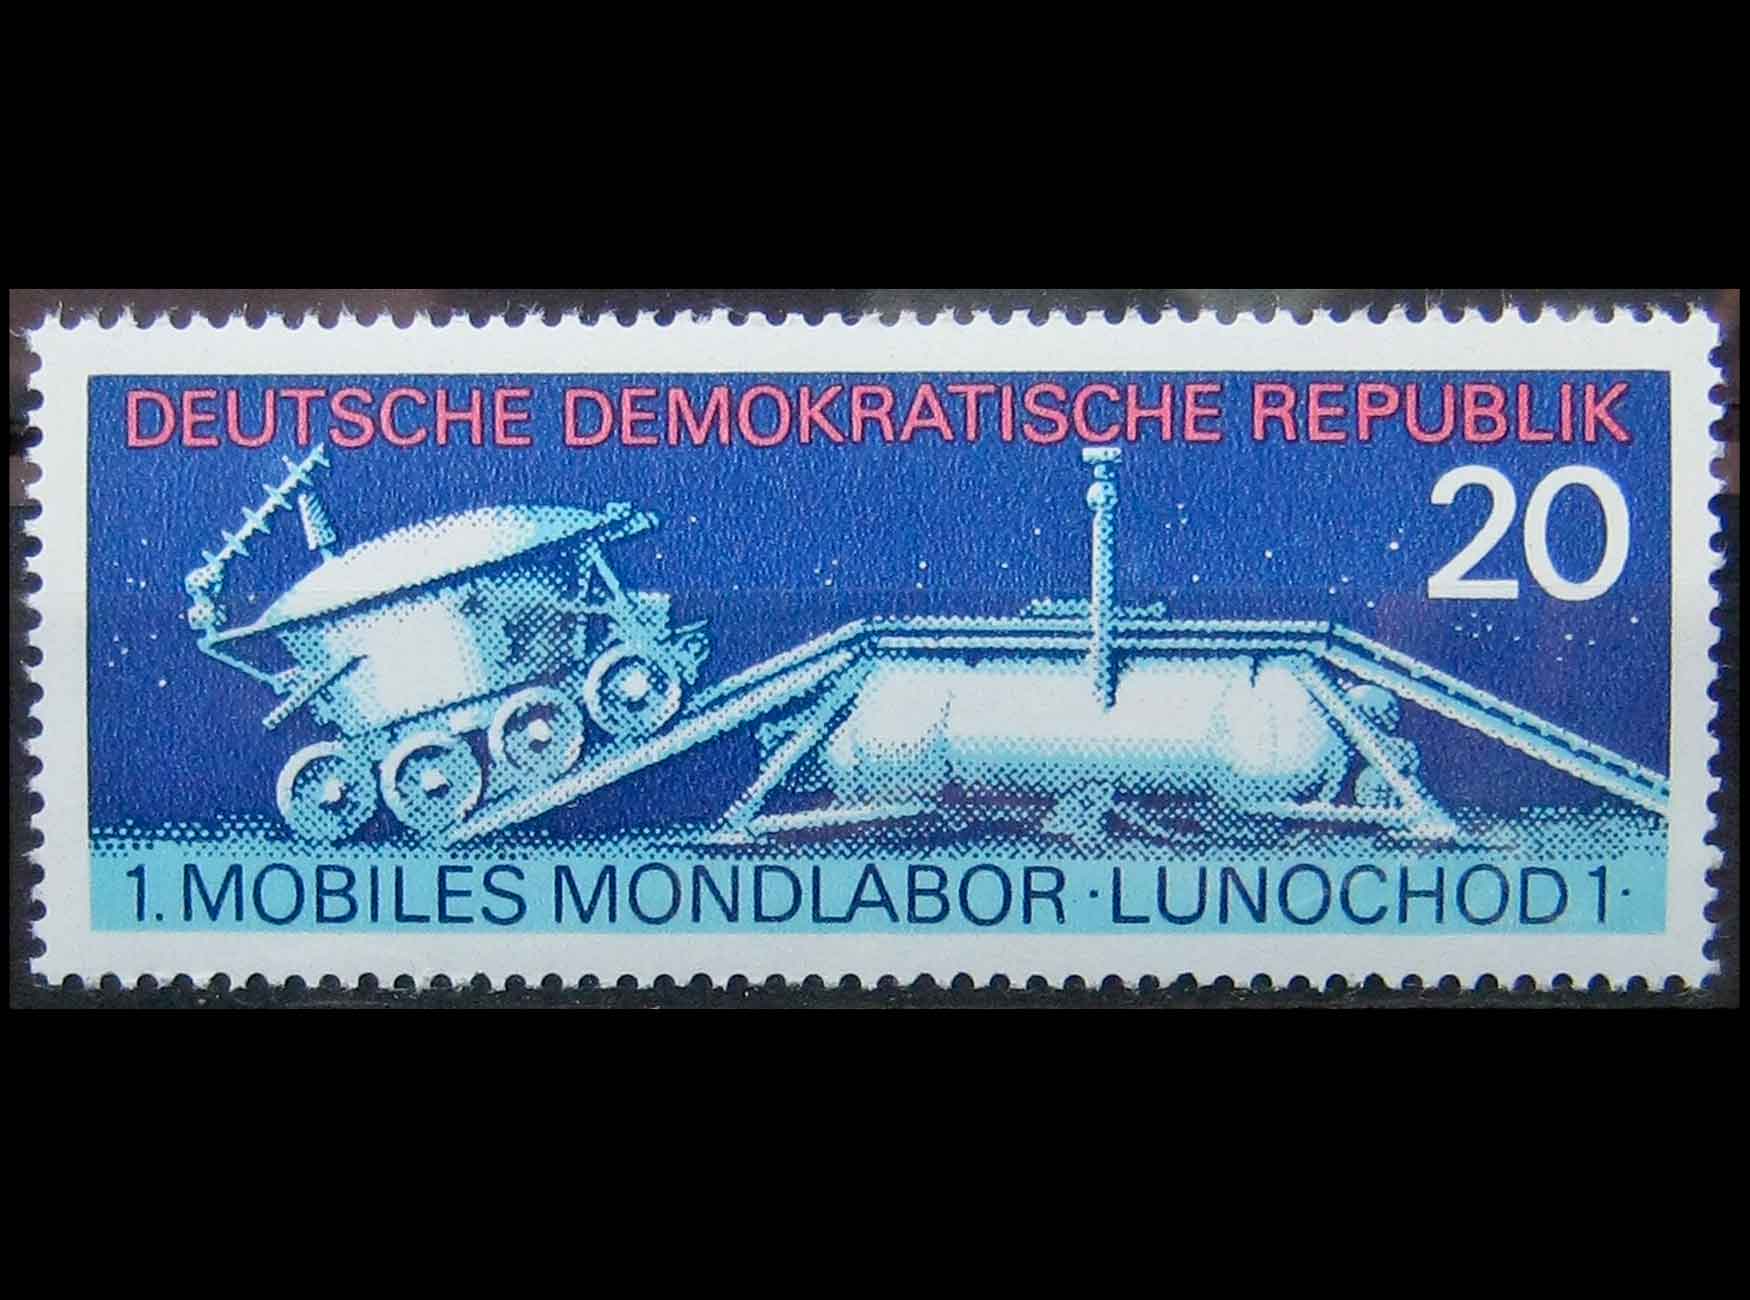 DEUTSCHE DEMOKRATISCHE REPUBLIK
20
1. MOBILES MONDLABOR · LUNOCHOD 1 ·